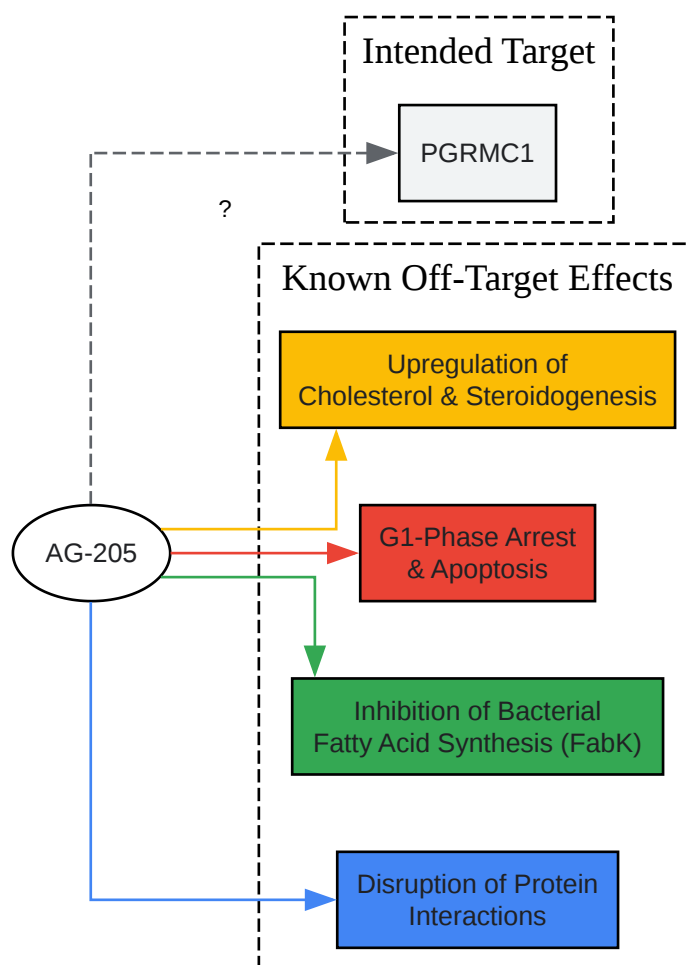 Intended Target
PGRMC1
?
Known Off-Target Effects
Upregulation of
Cholesterol & Steroidogenesis
AG-205
G1-Phase Arrest
& Apoptosis
Inhibition of Bacterial
Fatty Acid Synthesis (FabK)
Disruption of Protein
Interactions